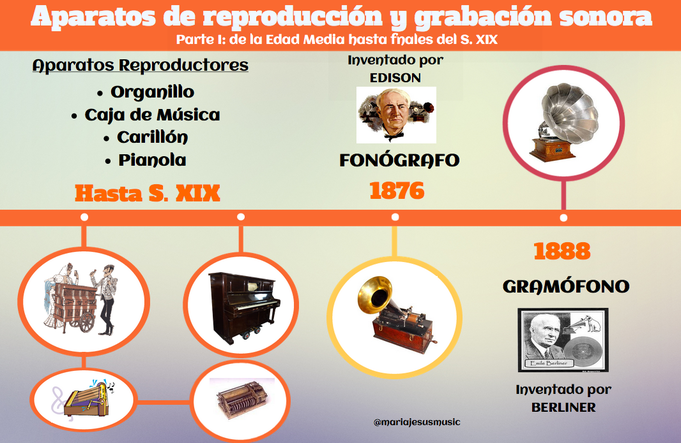 Aparatos de reproducción y grabación sonora
Parte I: de la Edad Media hasta fnales del S. XIX
Aparatos Reproductores
• Organillo
• Caja de Música
• Carillón
• Pianola
Hasta S. XIX
Inventado por
EDISON
FONÓGRAFO
1876
1888
GRAMÓFONO
Emile Berliner
Inventado por
BERLINER
@mariajesusmusic